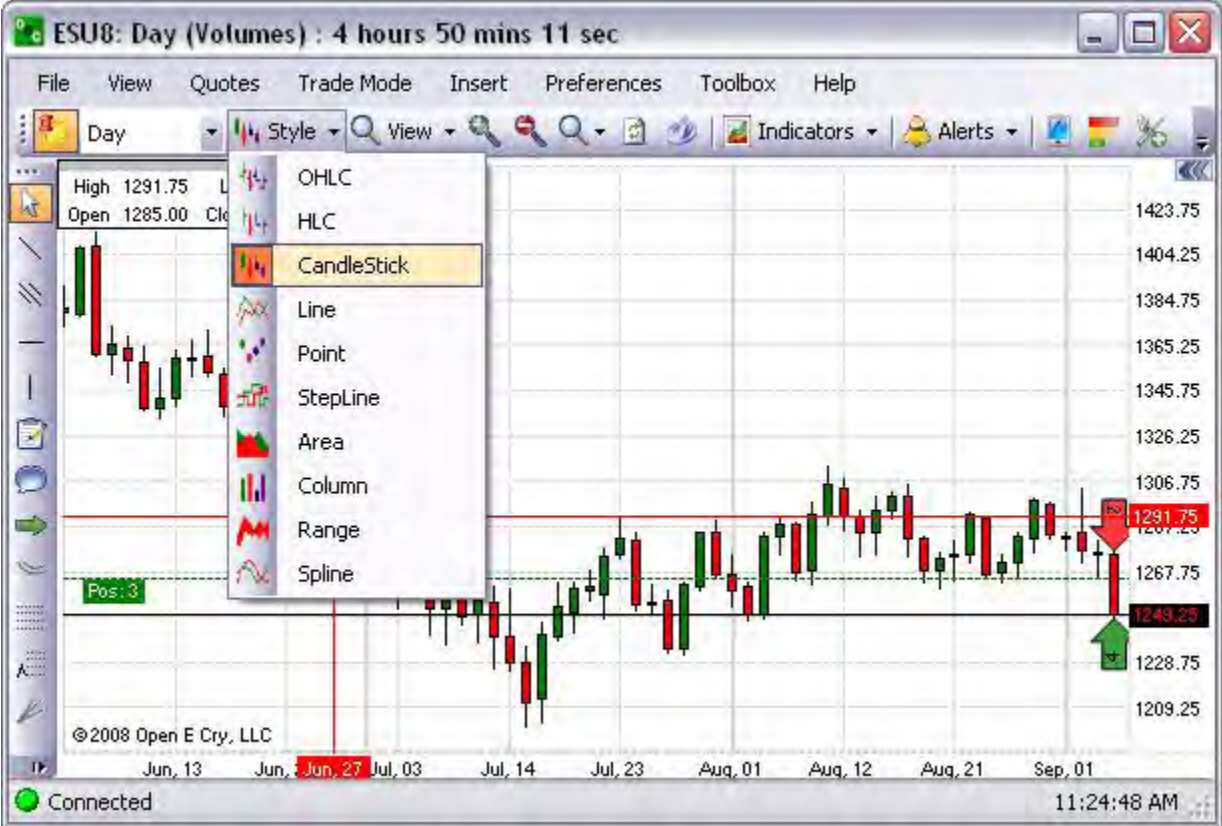 ESU8: Day (Volumes) : 4 hours 50 mins 11 sec
File View Quotes Trade Mode Insert Preferences Toolbox Help
Day Style View Indicators Alerts
High 1291.75 L
Open 1285.00 Clo
OHLC
HLC
CandleStick
Line
Point
StepLine
Area
Column
Range
Spline
1423.75
1404.25
1384.75
1365.25
1345.75
1326.25
1306.75
1291.75
1287.25
1267.75
1249.25
1228.75
1209.25
Pos: 3
©2008 Open E Cry, LLC
Jun, 13 Jun, Jun, 27 Jul, 03 Jul, 14 Jul, 23 Aug, 01 Aug, 12 Aug, 21 Sep, 01
Connected 11:24:48 AM